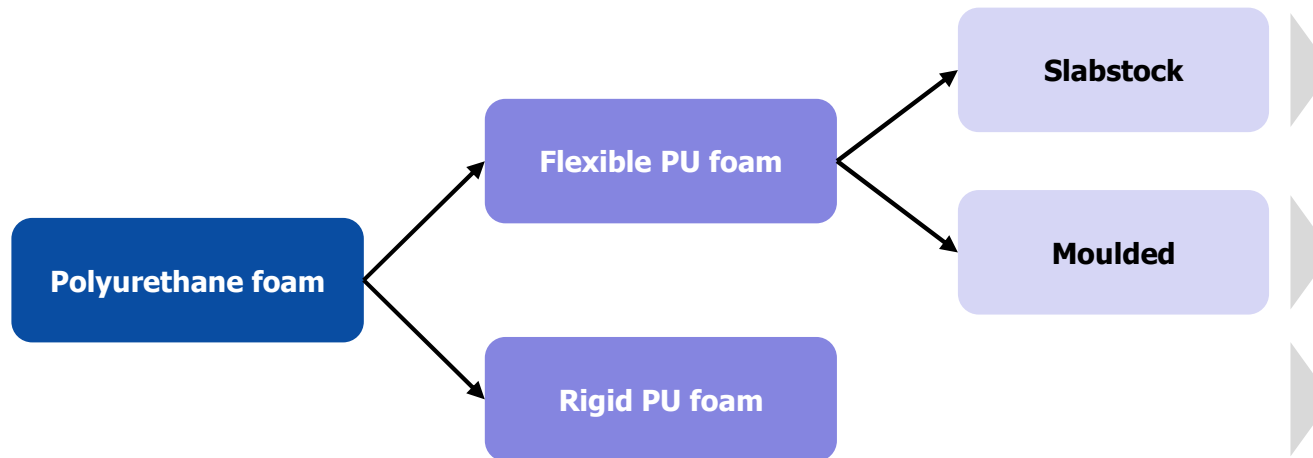 Slabstock
Flexible PU foam
Moulded
Polyurethane foam
Rigid PU foam